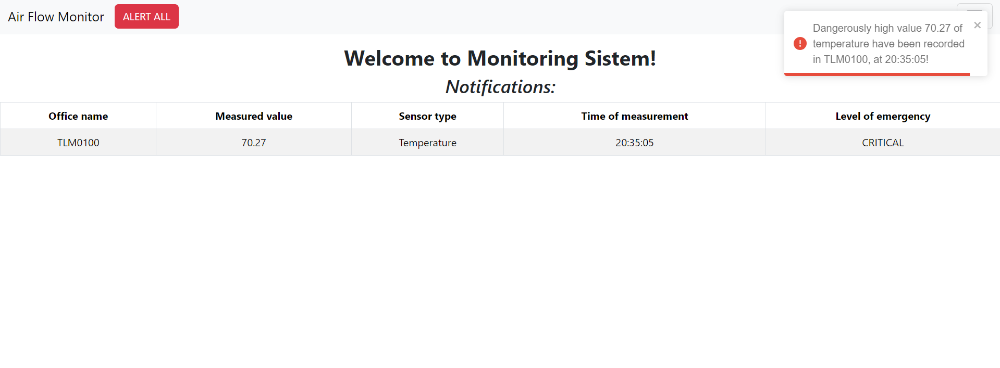 Air Flow Monitor ALERT ALL
Dangerously high value 70.27 of
temperature have been recorded
in TLM0100, at 20:35:05!
Welcome to Monitoring Sistem!
Notifications:
Office name Measured value Sensor type Time of measurement Level of emergency
TLM0100 70.27 Temperature 20:35:05 CRITICAL